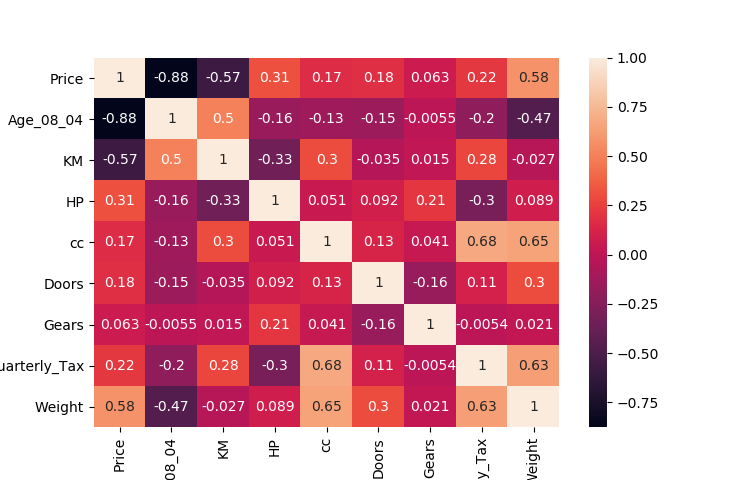 Price 1 -0.88 -0.57 0.31 0.17 0.18 0.063 0.22 0.58
Age_08_04 -0.88 1 0.5 -0.16 -0.13 -0.15 -0.0055 -0.2 -0.47
KM -0.57 0.5 1 -0.33 0.3 -0.035 0.015 0.28 -0.027
HP 0.31 -0.16 -0.33 1 0.051 0.092 0.21 -0.3 0.089
cc 0.17 -0.13 0.3 0.051 1 0.13 0.041 0.68 0.65
Doors 0.18 -0.15 -0.035 0.092 0.13 1 -0.16 0.11 0.3
Gears 0.063 -0.0055 0.015 0.21 0.041 -0.16 1 -0.0054 0.021
uarterly_Tax 0.22 -0.2 0.28 -0.3 0.68 0.11 -0.0054 1 0.63
Weight 0.58 -0.47 -0.027 0.089 0.65 0.3 0.021 0.63 1
Price 08_04 KM HP cc Doors Gears y_Tax Weight
1.00
0.75
0.50
0.25
0.00
−0.25
−0.50
−0.75